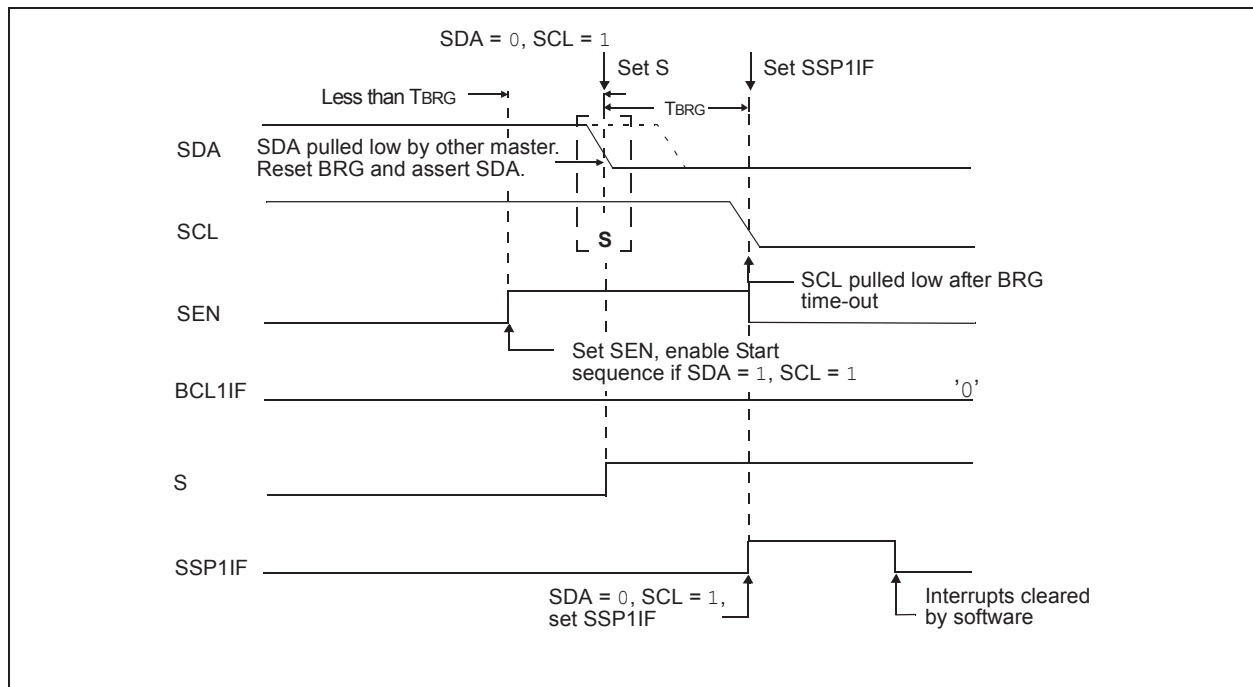 SDA = 0, SCL = 1
Set S
Set SSP1IF
Less than TBRG
TBRG
SDA
SDA pulled low by other master.
Reset BRG and assert SDA.
SCL
S
SCL pulled low after BRG
time-out
SEN
Set SEN, enable Start
sequence if SDA = 1, SCL = 1
BCL1IF
'0'
S
SSP1IF
SDA = 0, SCL = 1,
set SSP1IF
Interrupts cleared
by software